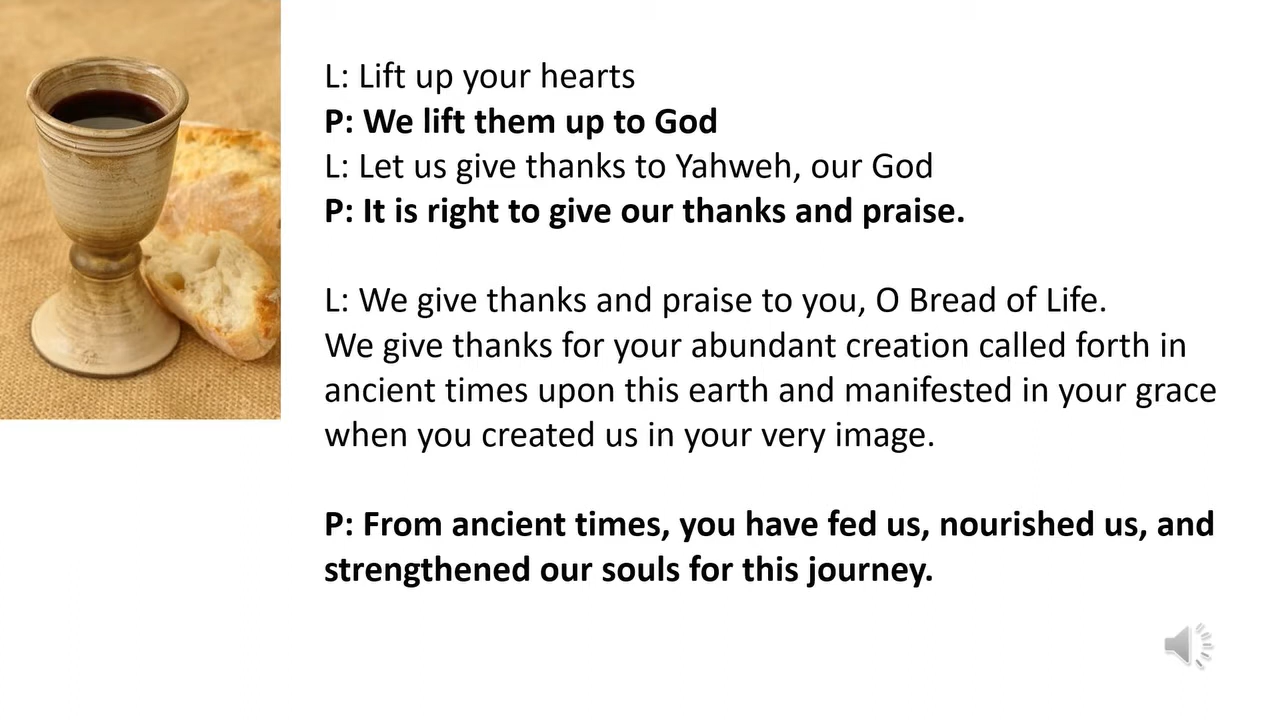 L: Lift up your hearts
P: We lift them up to God
L: Let us give thanks to Yahweh, our God
P: It is right to give our thanks and praise.
L: We give thanks and praise to you, O Bread of Life.
We give thanks for your abundant creation called forth in
ancient times upon this earth and manifested in your grace
when you created us in your very image.
P: From ancient times, you have fed us, nourished us, and
strengthened our souls for this journey.